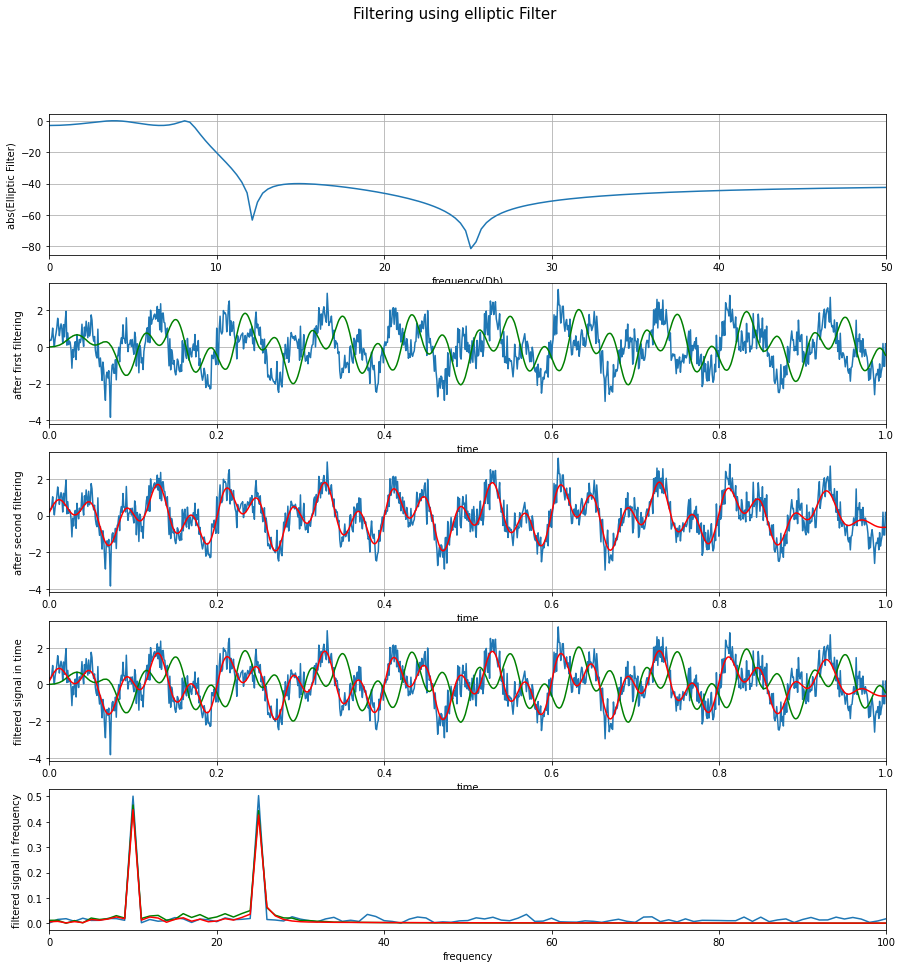 Filtering using elliptic Filter
abs(Elliptic Filter)
0
−20
−40
−60
−80
0 10 20 30 40 50
frequency(Db)
after first filtering
2
0
−2
−4
0.0 0.2 0.4 0.6 0.8 1.0
time
after second filtering
2
0
−2
−4
0.0 0.2 0.4 0.6 0.8 1.0
time
filtered signal in time
2
0
−2
−4
0.0 0.2 0.4 0.6 0.8 1.0
time
filtered signal in frequency
0.5
0.4
0.3
0.2
0.1
0.0
0 20 40 60 80 100
frequency